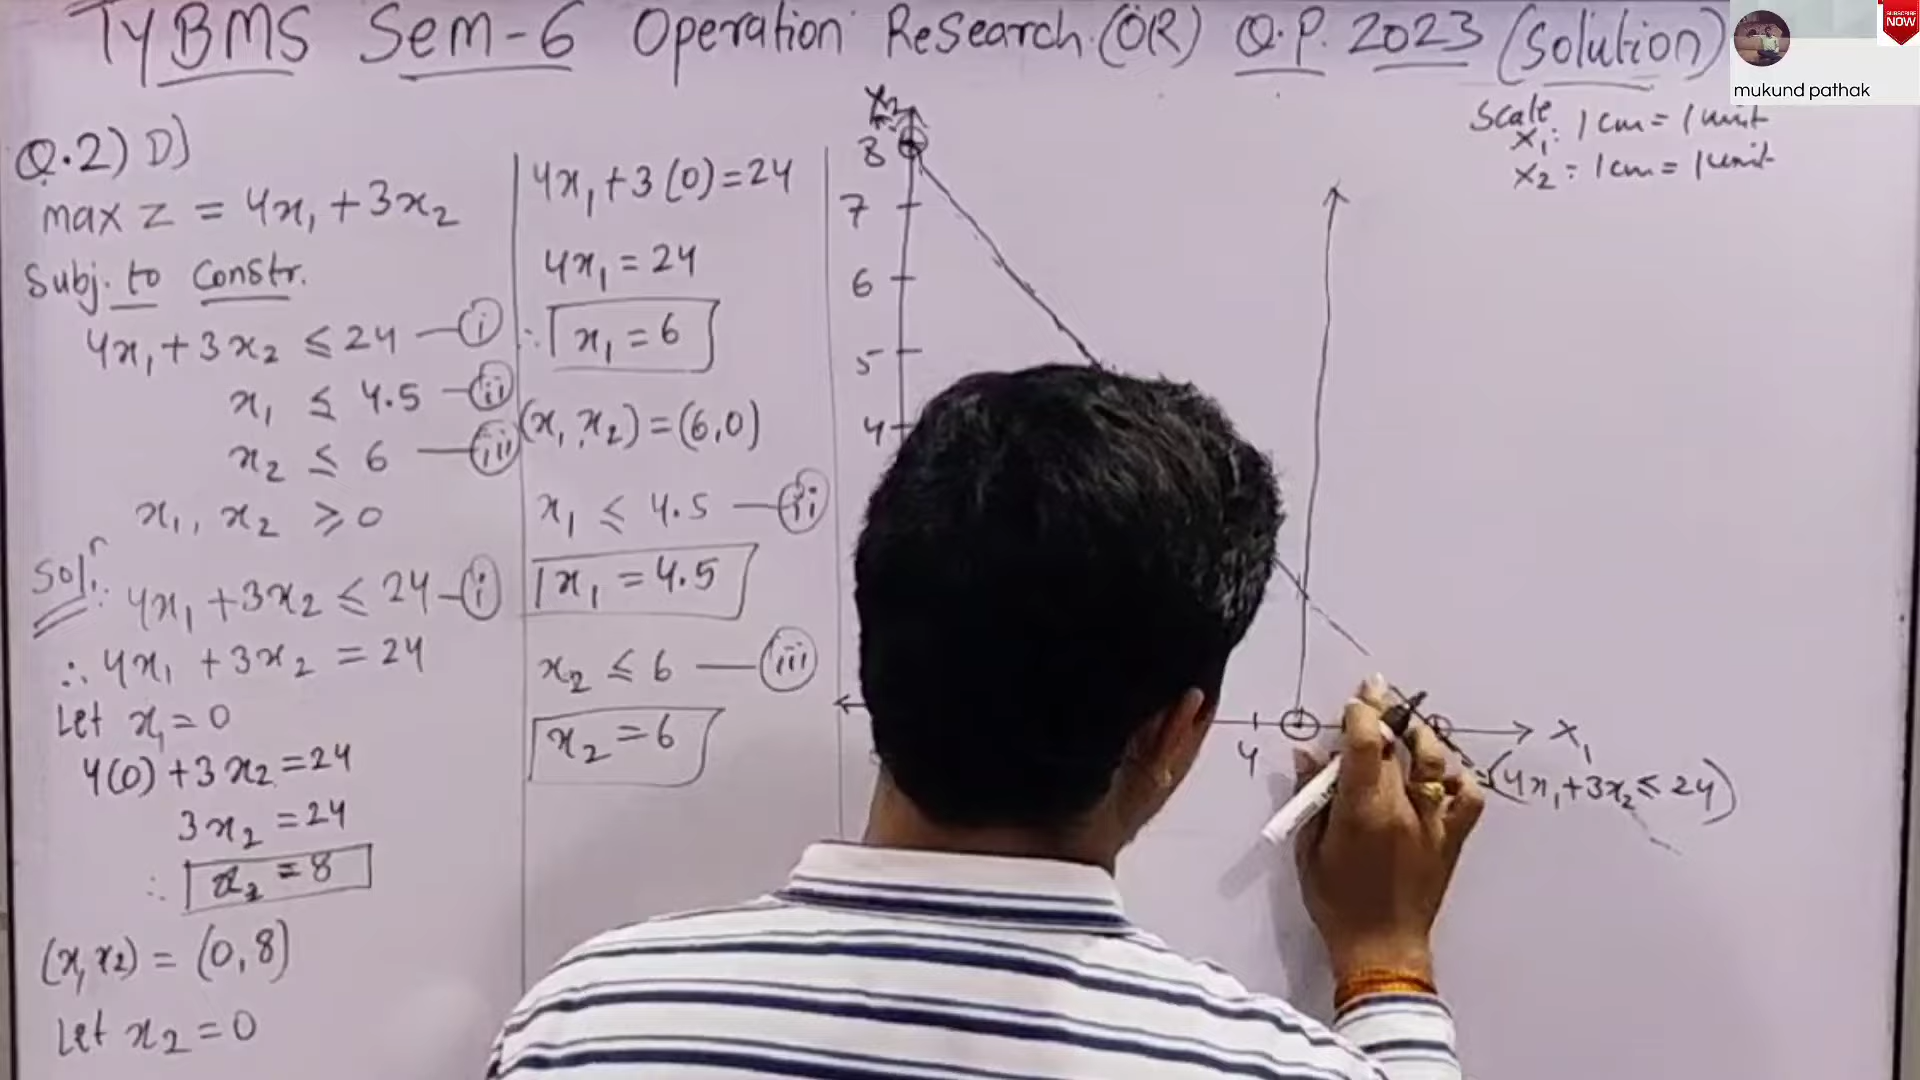 TyBMS Sem-6 Operation Research (OR) Q.P. 2023 (Solution)
SUBSCRIBE
NOW
mukund pathak
Scale
X₁: 1cm = 1 unit
X₂ = 1cm = 1 unit
Q.2) D)
max z = 4x₁ + 3x₂
Subj. to Constr.
4x₁ + 3x₂ ≤ 24 — (i)
x₁ ≤ 4.5 — (ii)
x₂ ≤ 6 — (iii)
x₁, x₂ ≥ 0
Solⁿ:
4x₁ + 3x₂ ≤ 24 — (i)
∴ 4x₁ + 3x₂ = 24
Let x₁ = 0
4(0) + 3x₂ = 24
3x₂ = 24
∴ x₂ = 8
(x₁ x₂) = (0,8)
Let x₂ = 0
4x₁ + 3(0) = 24
4x₁ = 24
∴ x₁ = 6
(x₁, x₂) = (6,0)
x₁ ≤ 4.5 — (ii)
x₁ = 4.5
x₂ ≤ 6 — (iii)
x₂ = 6
X₂
8
7
6
5
4
4
X₁
(4x₁ + 3x₂ ≤ 24)